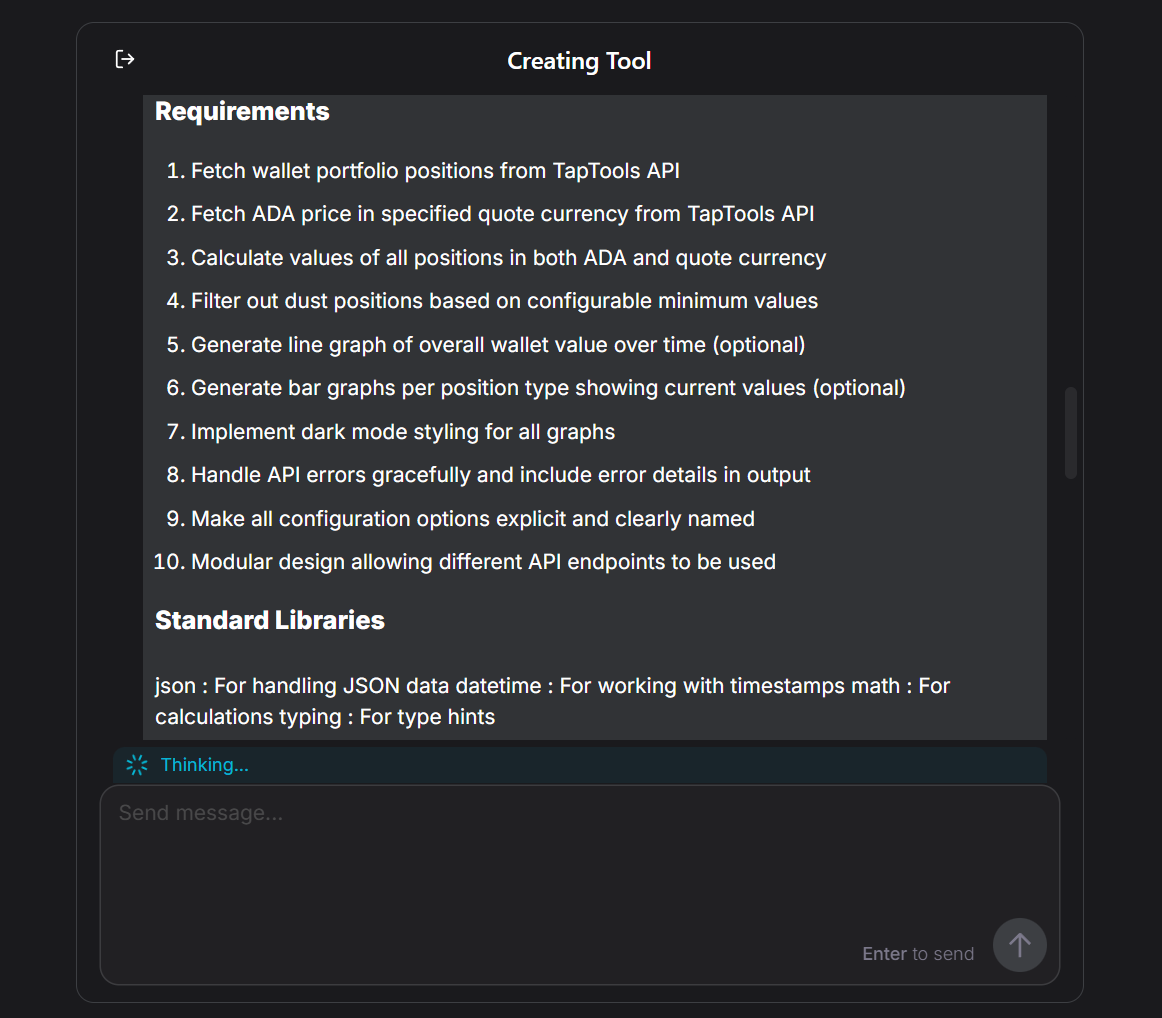 Creating Tool
Requirements
1. Fetch wallet portfolio positions from TapTools API
2. Fetch ADA price in specified quote currency from TapTools API
3. Calculate values of all positions in both ADA and quote currency
4. Filter out dust positions based on configurable minimum values
5. Generate line graph of overall wallet value over time (optional)
6. Generate bar graphs per position type showing current values (optional)
7. Implement dark mode styling for all graphs
8. Handle API errors gracefully and include error details in output
9. Make all configuration options explicit and clearly named
10. Modular design allowing different API endpoints to be used
Standard Libraries
json : For handling JSON data datetime : For working with timestamps math : For
calculations typing : For type hints
Thinking...
Send message...
Enter to send